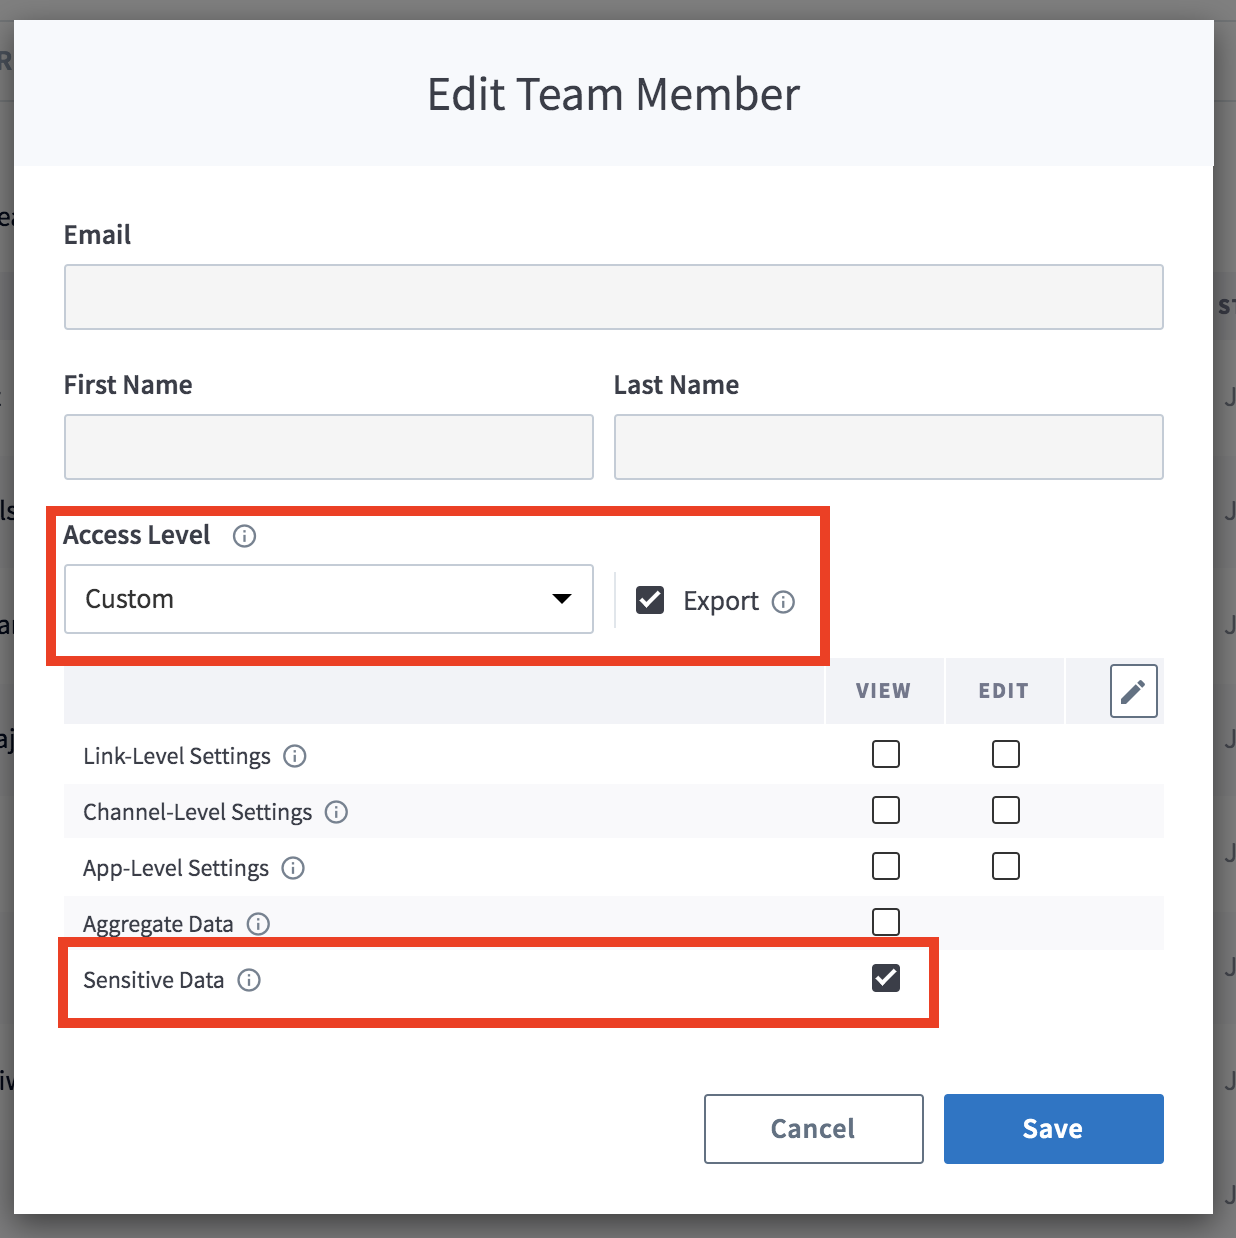 Edit Team Member
Email
First Name Last Name
Access Level
Custom Export
VIEW EDIT
Link-Level Settings
Channel-Level Settings
App-Level Settings
Aggregate Data
Sensitive Data
Cancel Save